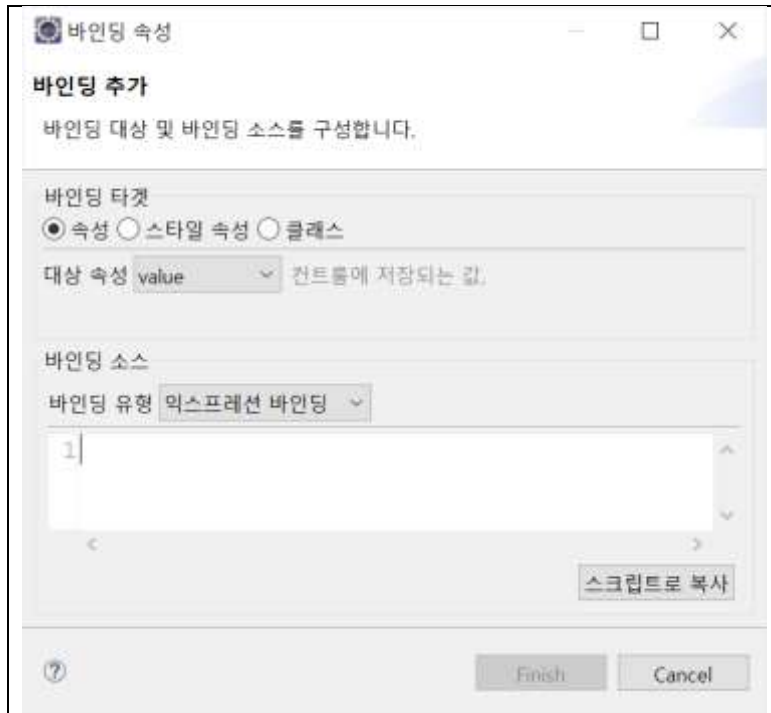 바인딩 속성
바인딩 추가
바인딩 대상 및 바인딩 소스를 구성합니다.
바인딩 타겟
속성 스타일 속성 클래스
대상 속성 value 컨트롤에 저장되는 값.
바인딩 소스
바인딩 유형 익스프레션 바인딩
1
스크립트로 복사
Finish Cancel